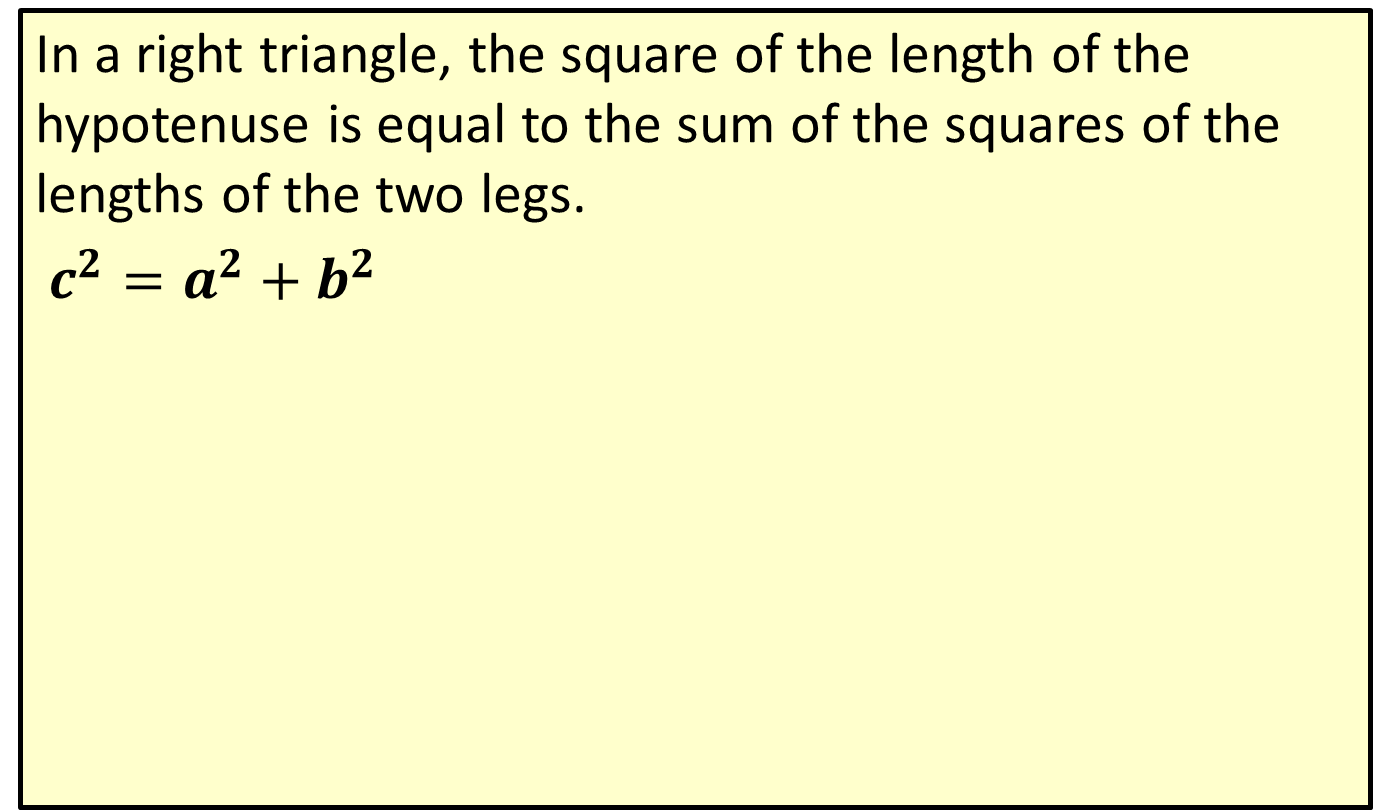 In a right triangle, the square of the length of the
hypotenuse is equal to the sum of the squares of the
lengths of the two legs.
c² = a² + b²